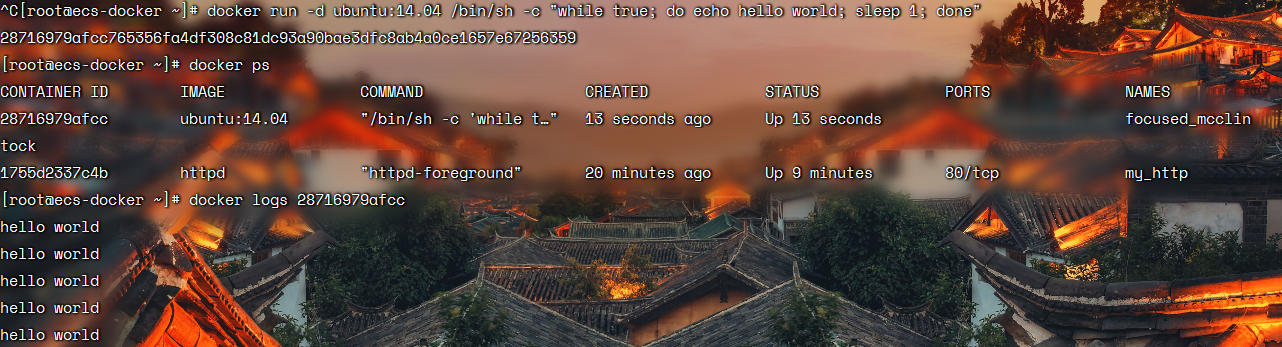 ^C[root@ecs-docker ~]# docker run -d ubuntu:14.04 /bin/sh -c "while true; do echo hello world; sleep 1; done"
28716979afcc765356fa4df308c81dc93a90bae3dfc8ab4a0ce1657e67256359
[root@ecs-docker ~]# docker ps
CONTAINER ID        IMAGE               COMMAND                  CREATED             STATUS              PORTS               NAMES
28716979afcc        ubuntu:14.04        "/bin/sh -c 'while t…"   13 seconds ago      Up 13 seconds                           focused_mcclin
tock
1755d2337c4b        httpd               "httpd-foreground"       20 minutes ago      Up 9 minutes        80/tcp              my_http
[root@ecs-docker ~]# docker logs 28716979afcc
hello world
hello world
hello world
hello world
hello world